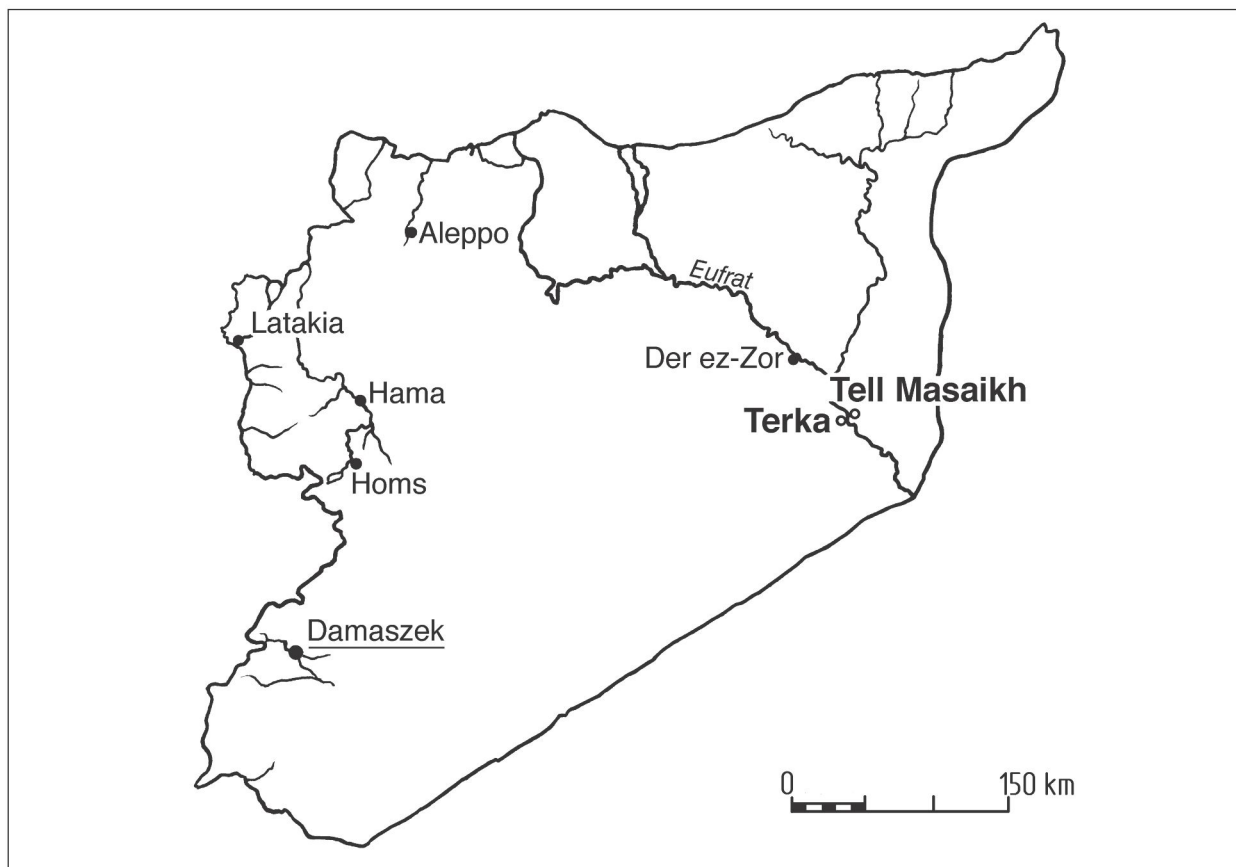 Aleppo
Eufrat
Latakia
Der ez-Zor
Tell Masaikh
Hama
Terka
Homs
Damaszek
0 150 km